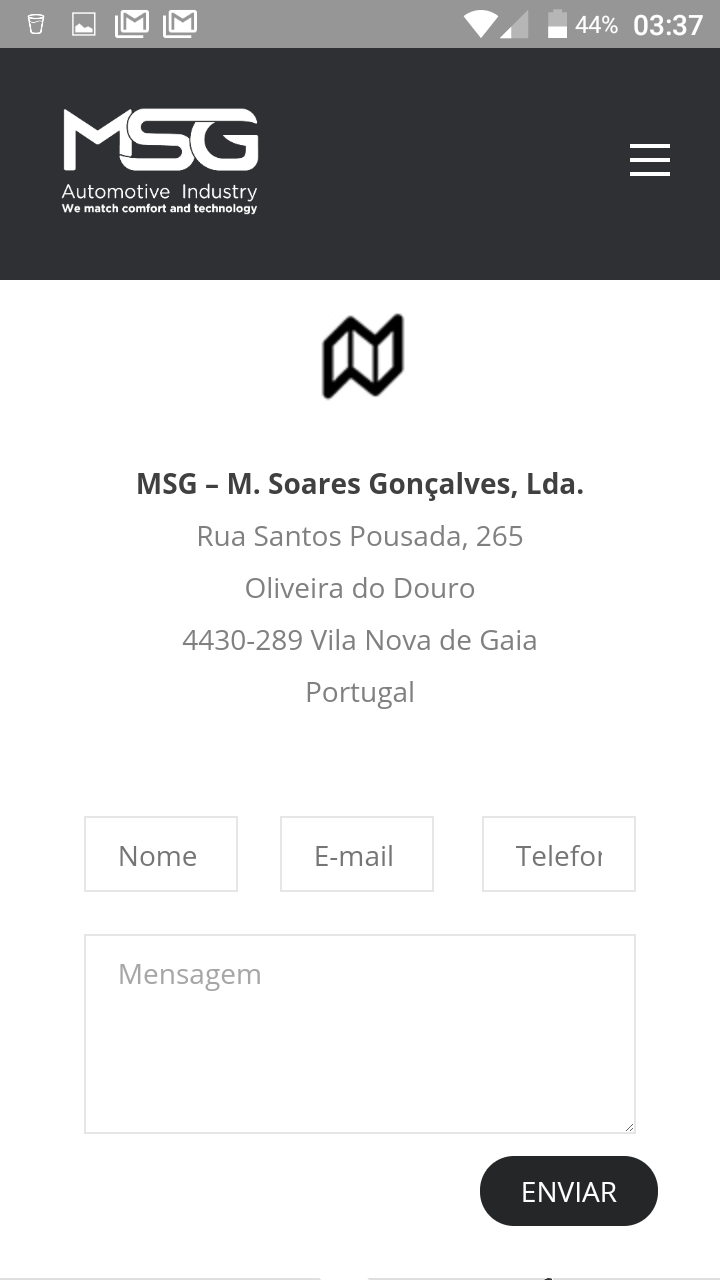 44% 03:37
MSG
Automotive Industry
We match comfort and technology
MSG – M. Soares Gonçalves, Lda.
Rua Santos Pousada, 265
Oliveira do Douro
4430-289 Vila Nova de Gaia
Portugal
Nome E-mail Telefon
Mensagem
ENVIAR